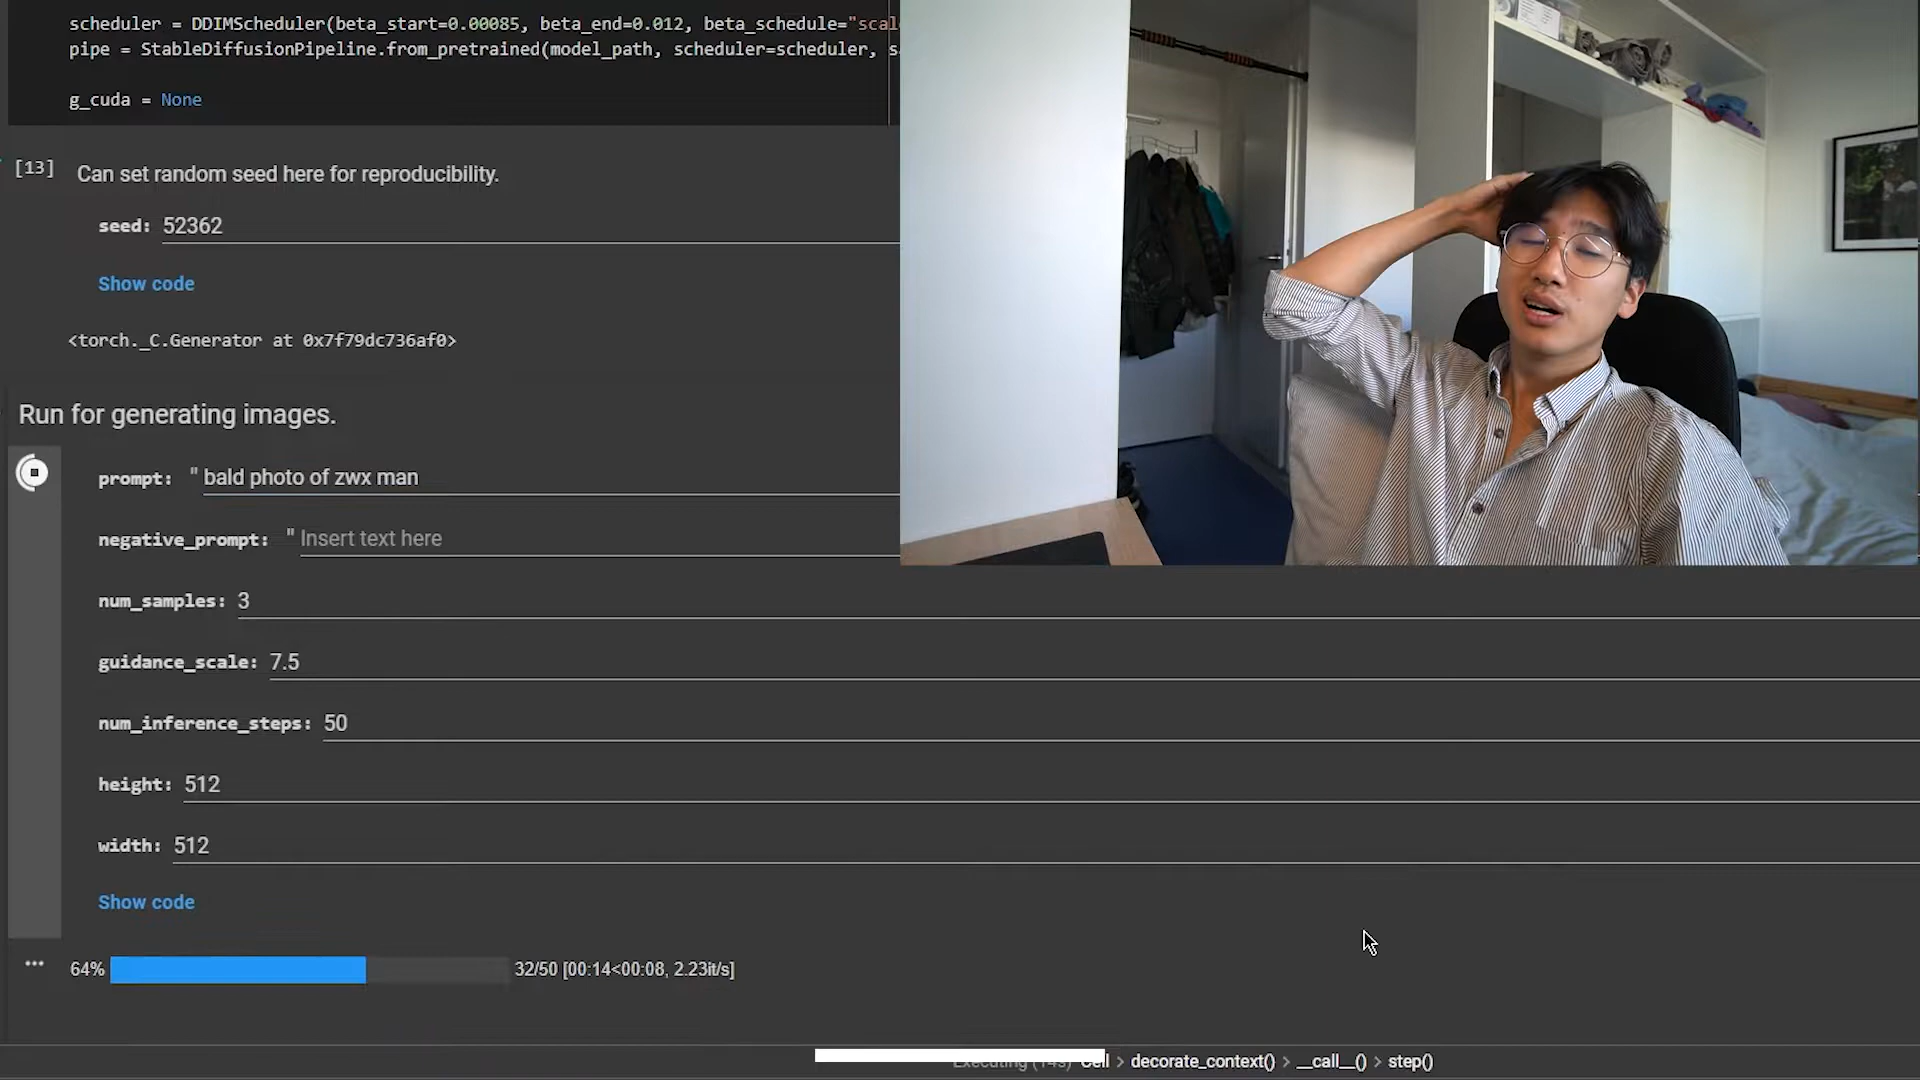 scheduler = DDIMScheduler(beta_start=0.00085, beta_end=0.012, beta_schedule="scal
pipe = StableDiffusionPipeline.from_pretrained(model_path, scheduler=scheduler, s
g_cuda = None
[13] Can set random seed here for reproducibility.
seed: 52362
Show code
<torch._C.Generator at 0x7f79dc736af0>
Run for generating images.
prompt: " bald photo of zwx man
negative_prompt: " Insert text here
num_samples: 3
guidance_scale: 7.5
num_inference_steps: 50
height: 512
width: 512
Show code
64% 32/50 [00:14<00:08, 2.23it/s]
Executing (14s) Cell > decorate_context() > __call__() > step()